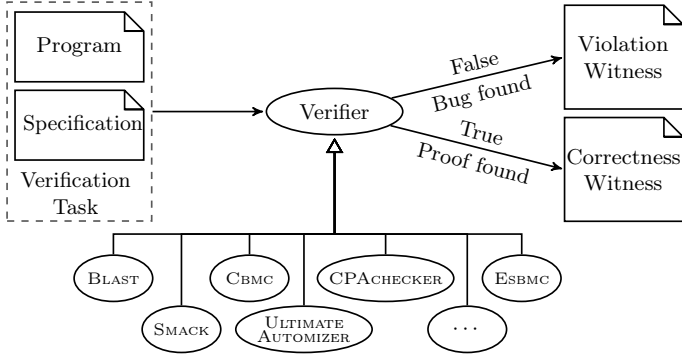 Program
Specification
Verification
Task
Verifier
False
Bug found
True
Proof found
Violation
Witness
Correctness
Witness
BLAST
CBMC
CPACHECKER
ESBMC
SMACK
ULTIMATE
AUTOMIZER
...